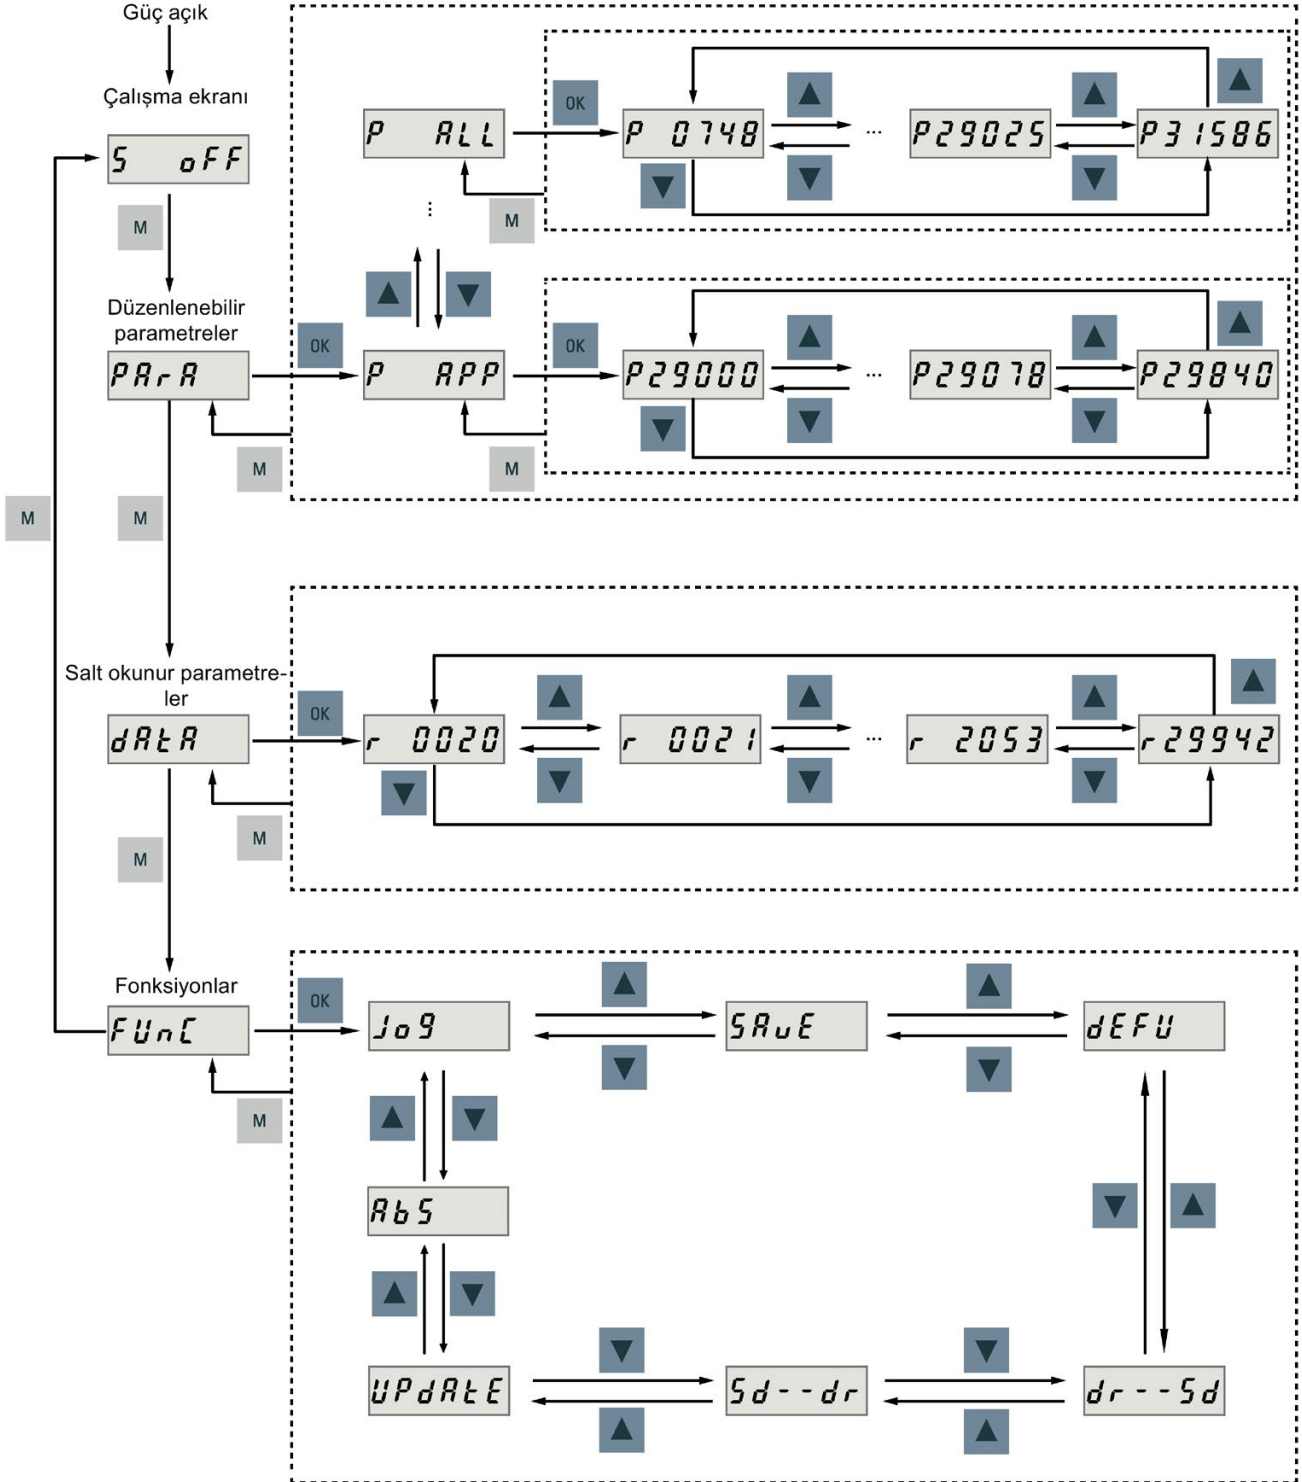 Güç açık
Çalışma ekranı
S oFF
M
Düzenlenebilir
parametreler
PArA
OK
M
P ALL
OK
P 0748
...
P29025
P31586
M
...
P APP
OK
P29000
...
P29078
P29840
M
M
M
Salt okunur parametre-
ler
dAtA
OK
r 0020
r 0021
...
r 2053
r29942
M
M
Fonksiyonlar
FUnC
OK
Jog
SAvE
dEFU
M
AbS
UPdAtE
Sd--dr
dr--Sd